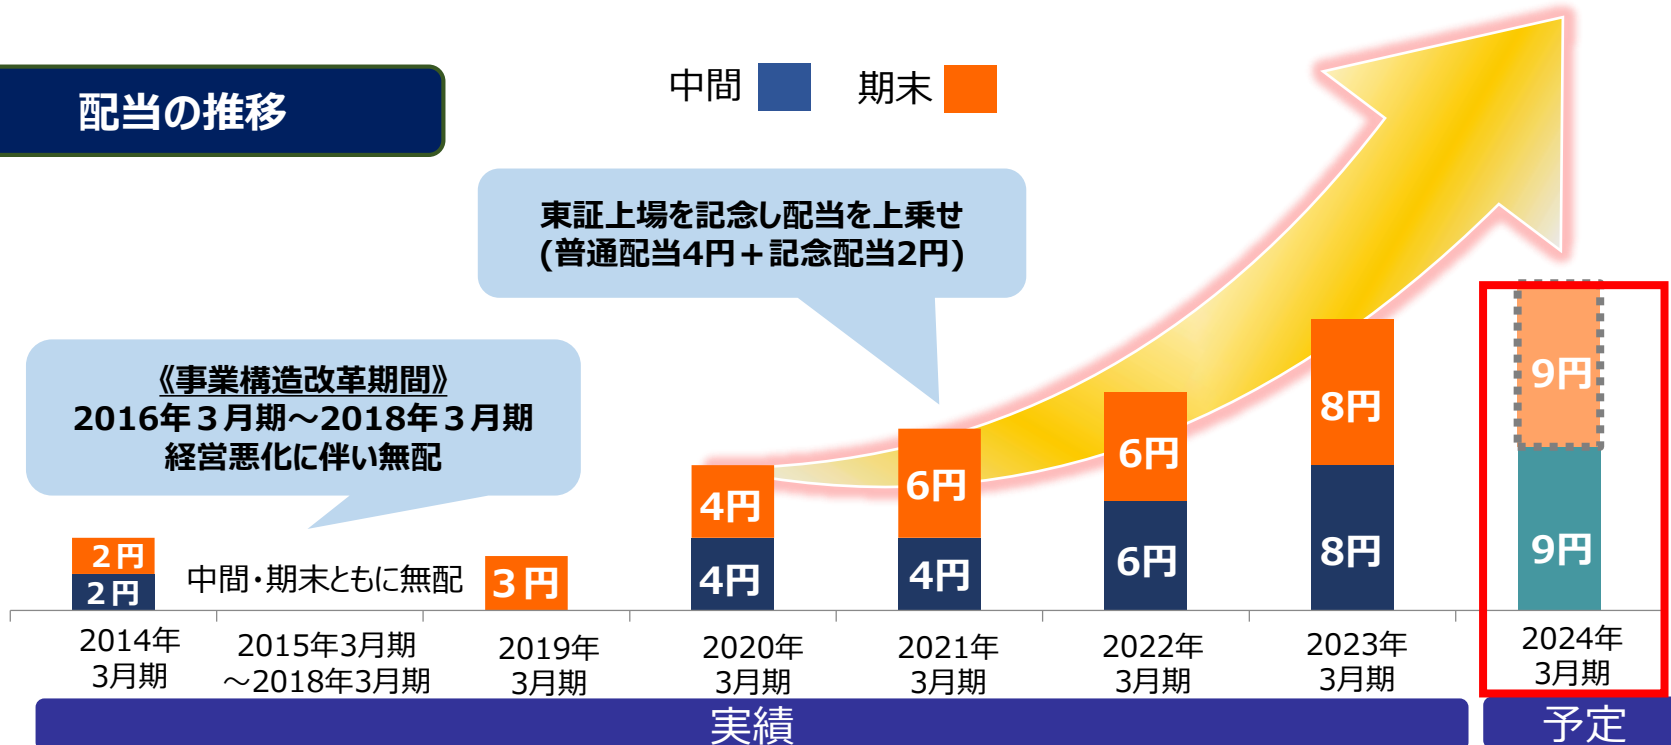 配当の推移
中間
期末
東証上場を記念し配当を上乗せ
(普通配当4円＋記念配当2円)
《事業構造改革期間》
2016年３月期～2018年３月期
経営悪化に伴い無配
２円
２円
中間・期末ともに無配
３円
4円
4円
6円
4円
6円
6円
8円
8円
9円
9円
2014年
3月期
2015年3月期
～2018年3月期
2019年
3月期
2020年
3月期
2021年
3月期
2022年
3月期
2023年
3月期
2024年
3月期
実績
予定